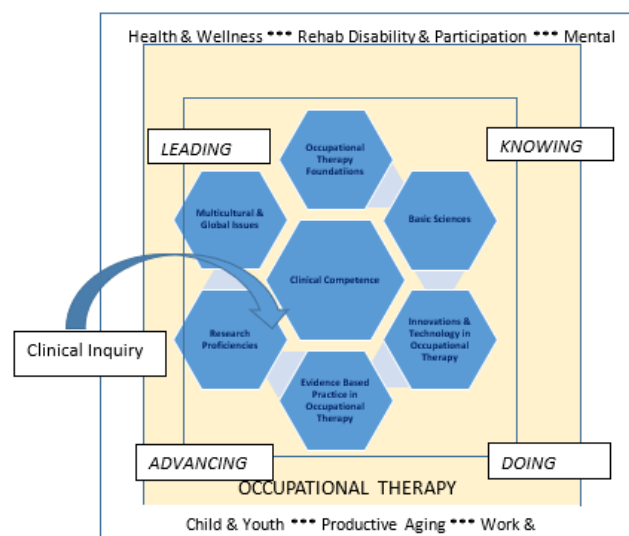 Health & Wellness ••• Rehab Disability & Participation ••• Mental
LEADING
KNOWING
Occupational
Therapy
Foundatiions
Multicultural &
Global Issues
Basic Sciences
Clinical Competence
Clinical Inquiry
Research
Proficiencies
Innovations &
Technology in
Occupational
Therapy
Evidence Based
Practice in
Occupational
Therapy
ADVANCING
DOING
OCCUPATIONAL THERAPY
Child & Youth ••• Productive Aging ••• Work &